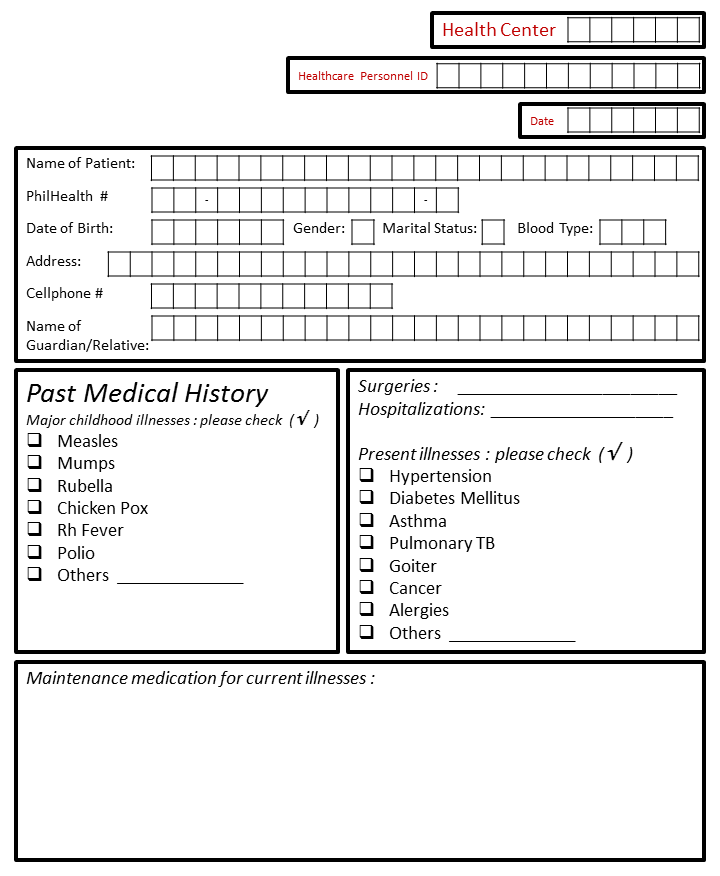 Health Center
Healthcare Personnel ID
Date
Name of Patient:
PhilHealth #
- -
Date of Birth: Gender: Marital Status: Blood Type:
Address:
Cellphone #
Name of
Guardian/Relative:
Past Medical History
Major childhood illnesses : please check (√ )
Measles
Mumps
Rubella
Chicken Pox
Rh Fever
Polio
Others ______________
Surgeries : ________________________
Hospitalizations: ____________________
Present illnesses : please check (√ )
Hypertension
Diabetes Mellitus
Asthma
Pulmonary TB
Goiter
Cancer
Alergies
Others ______________
Maintenance medication for current illnesses :